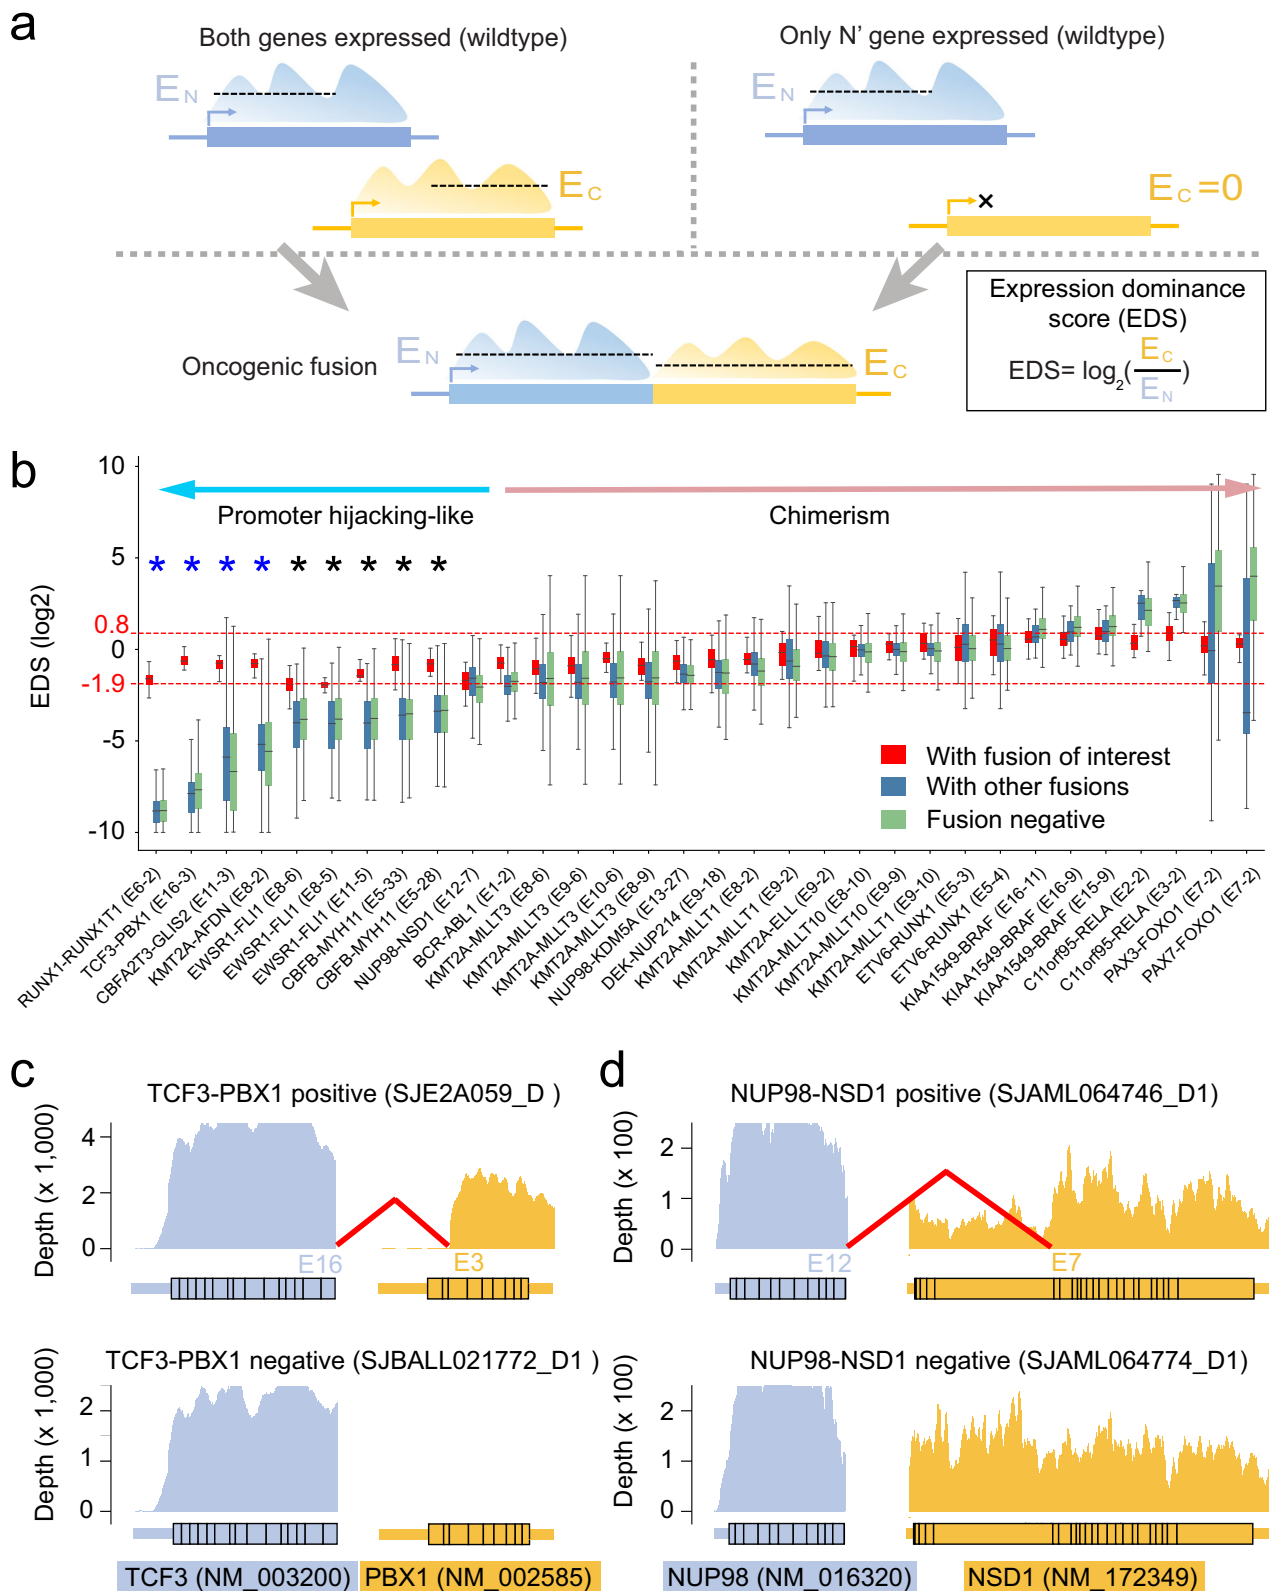 a
Both genes expressed (wildtype)
Only N' gene expressed (wildtype)
E N
E C
E N
E C =0
Oncogenic fusion
E N
E C
Expression dominance
score (EDS)
EDS= log2( E C / E N )
b
EDS (log2)
10
5
0.8
0
-1.9
-5
-10
Promoter hijacking-like
Chimerism
* * * * * * * * *
With fusion of interest
With other fusions
Fusion negative
RUNX1-RUNX1T1 (E6-2)
TCF3-PBX1 (E16-3)
CBFA2T3-GLIS2 (E11-3)
KMT2A-AFDN (E8-2)
EWSR1-FLI1 (E8-6)
EWSR1-FLI1 (E8-5)
EWSR1-FLI1 (E11-5)
CBFB-MYH11 (E5-33)
CBFB-MYH11 (E5-28)
NUP98-NSD1 (E12-7)
BCR-ABL1 (E1-2)
KMT2A-MLLT3 (E8-6)
KMT2A-MLLT3 (E9-6)
KMT2A-MLLT3 (E10-6)
KMT2A-MLLT3 (E8-9)
NUP98-KDM5A (E13-27)
DEK-NUP214 (E9-18)
KMT2A-MLLT1 (E8-2)
KMT2A-MLLT1 (E9-2)
KMT2A-ELL (E9-2)
KMT2A-MLLT10 (E8-10)
KMT2A-MLLT10 (E9-9)
KMT2A-MLLT1 (E9-10)
ETV6-RUNX1 (E5-3)
ETV6-RUNX1 (E5-4)
KIAA1549-BRAF (E16-11)
KIAA1549-BRAF (E16-9)
KIAA1549-BRAF (E15-9)
C11orf95-RELA (E2-2)
C11orf95-RELA (E3-2)
PAX3-FOXO1 (E7-2)
PAX7-FOXO1 (E7-2)
c
TCF3-PBX1 positive (SJE2A059_D )
Depth (x 1,000)
4
2
0
E16
E3
TCF3-PBX1 negative (SJBALL021772_D1 )
Depth (x 1,000)
2
1
0
TCF3 (NM_003200)
PBX1 (NM_002585)
d
NUP98-NSD1 positive (SJAML064746_D1)
Depth (x 100)
2
1
0
E12
E7
NUP98-NSD1 negative (SJAML064774_D1)
Depth (x 100)
2
1
0
NUP98 (NM_016320)
NSD1 (NM_172349)